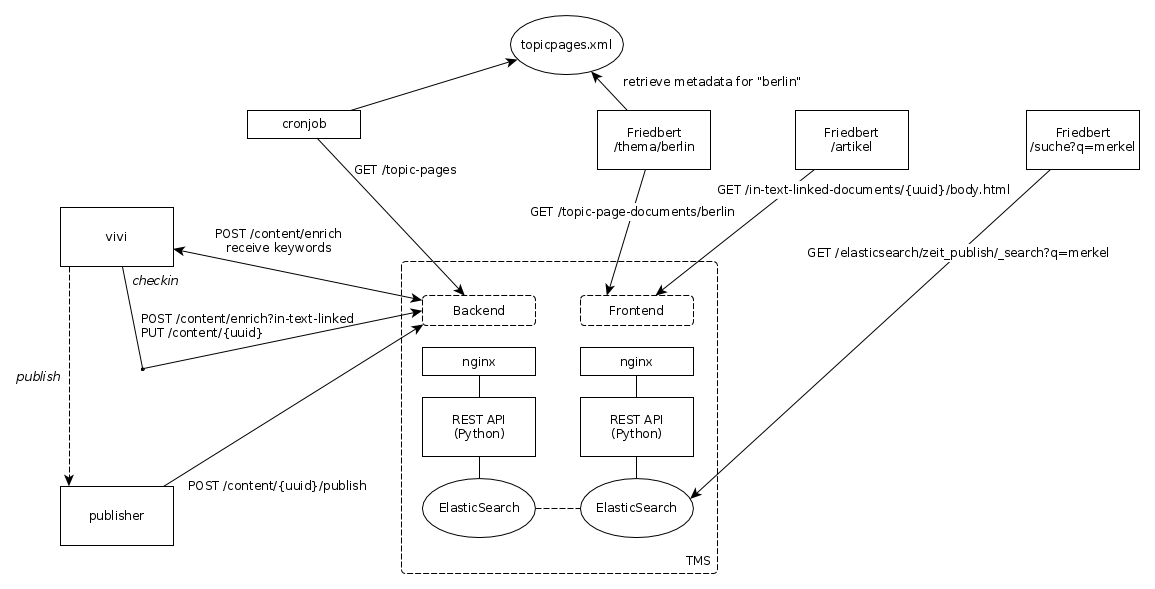 topicpages.xml
retrieve metadata for "berlin"
cronjob
Friedbert
/thema/berlin
Friedbert
/artikel
Friedbert
/suche?q=merkel
GET /topic-pages
GET /in-text-linked-documents/{uuid}/body.html
GET /topic-page-documents/berlin
vivi
POST /content/enrich
receive keywords
GET /elasticsearch/zeit_publish/_search?q=merkel
checkin
Backend
Frontend
POST /content/enrich?in-text-linked
PUT /content/{uuid}
nginx
nginx
publish
REST API
(Python)
REST API
(Python)
POST /content/{uuid}/publish
publisher
ElasticSearch
ElasticSearch
TMS